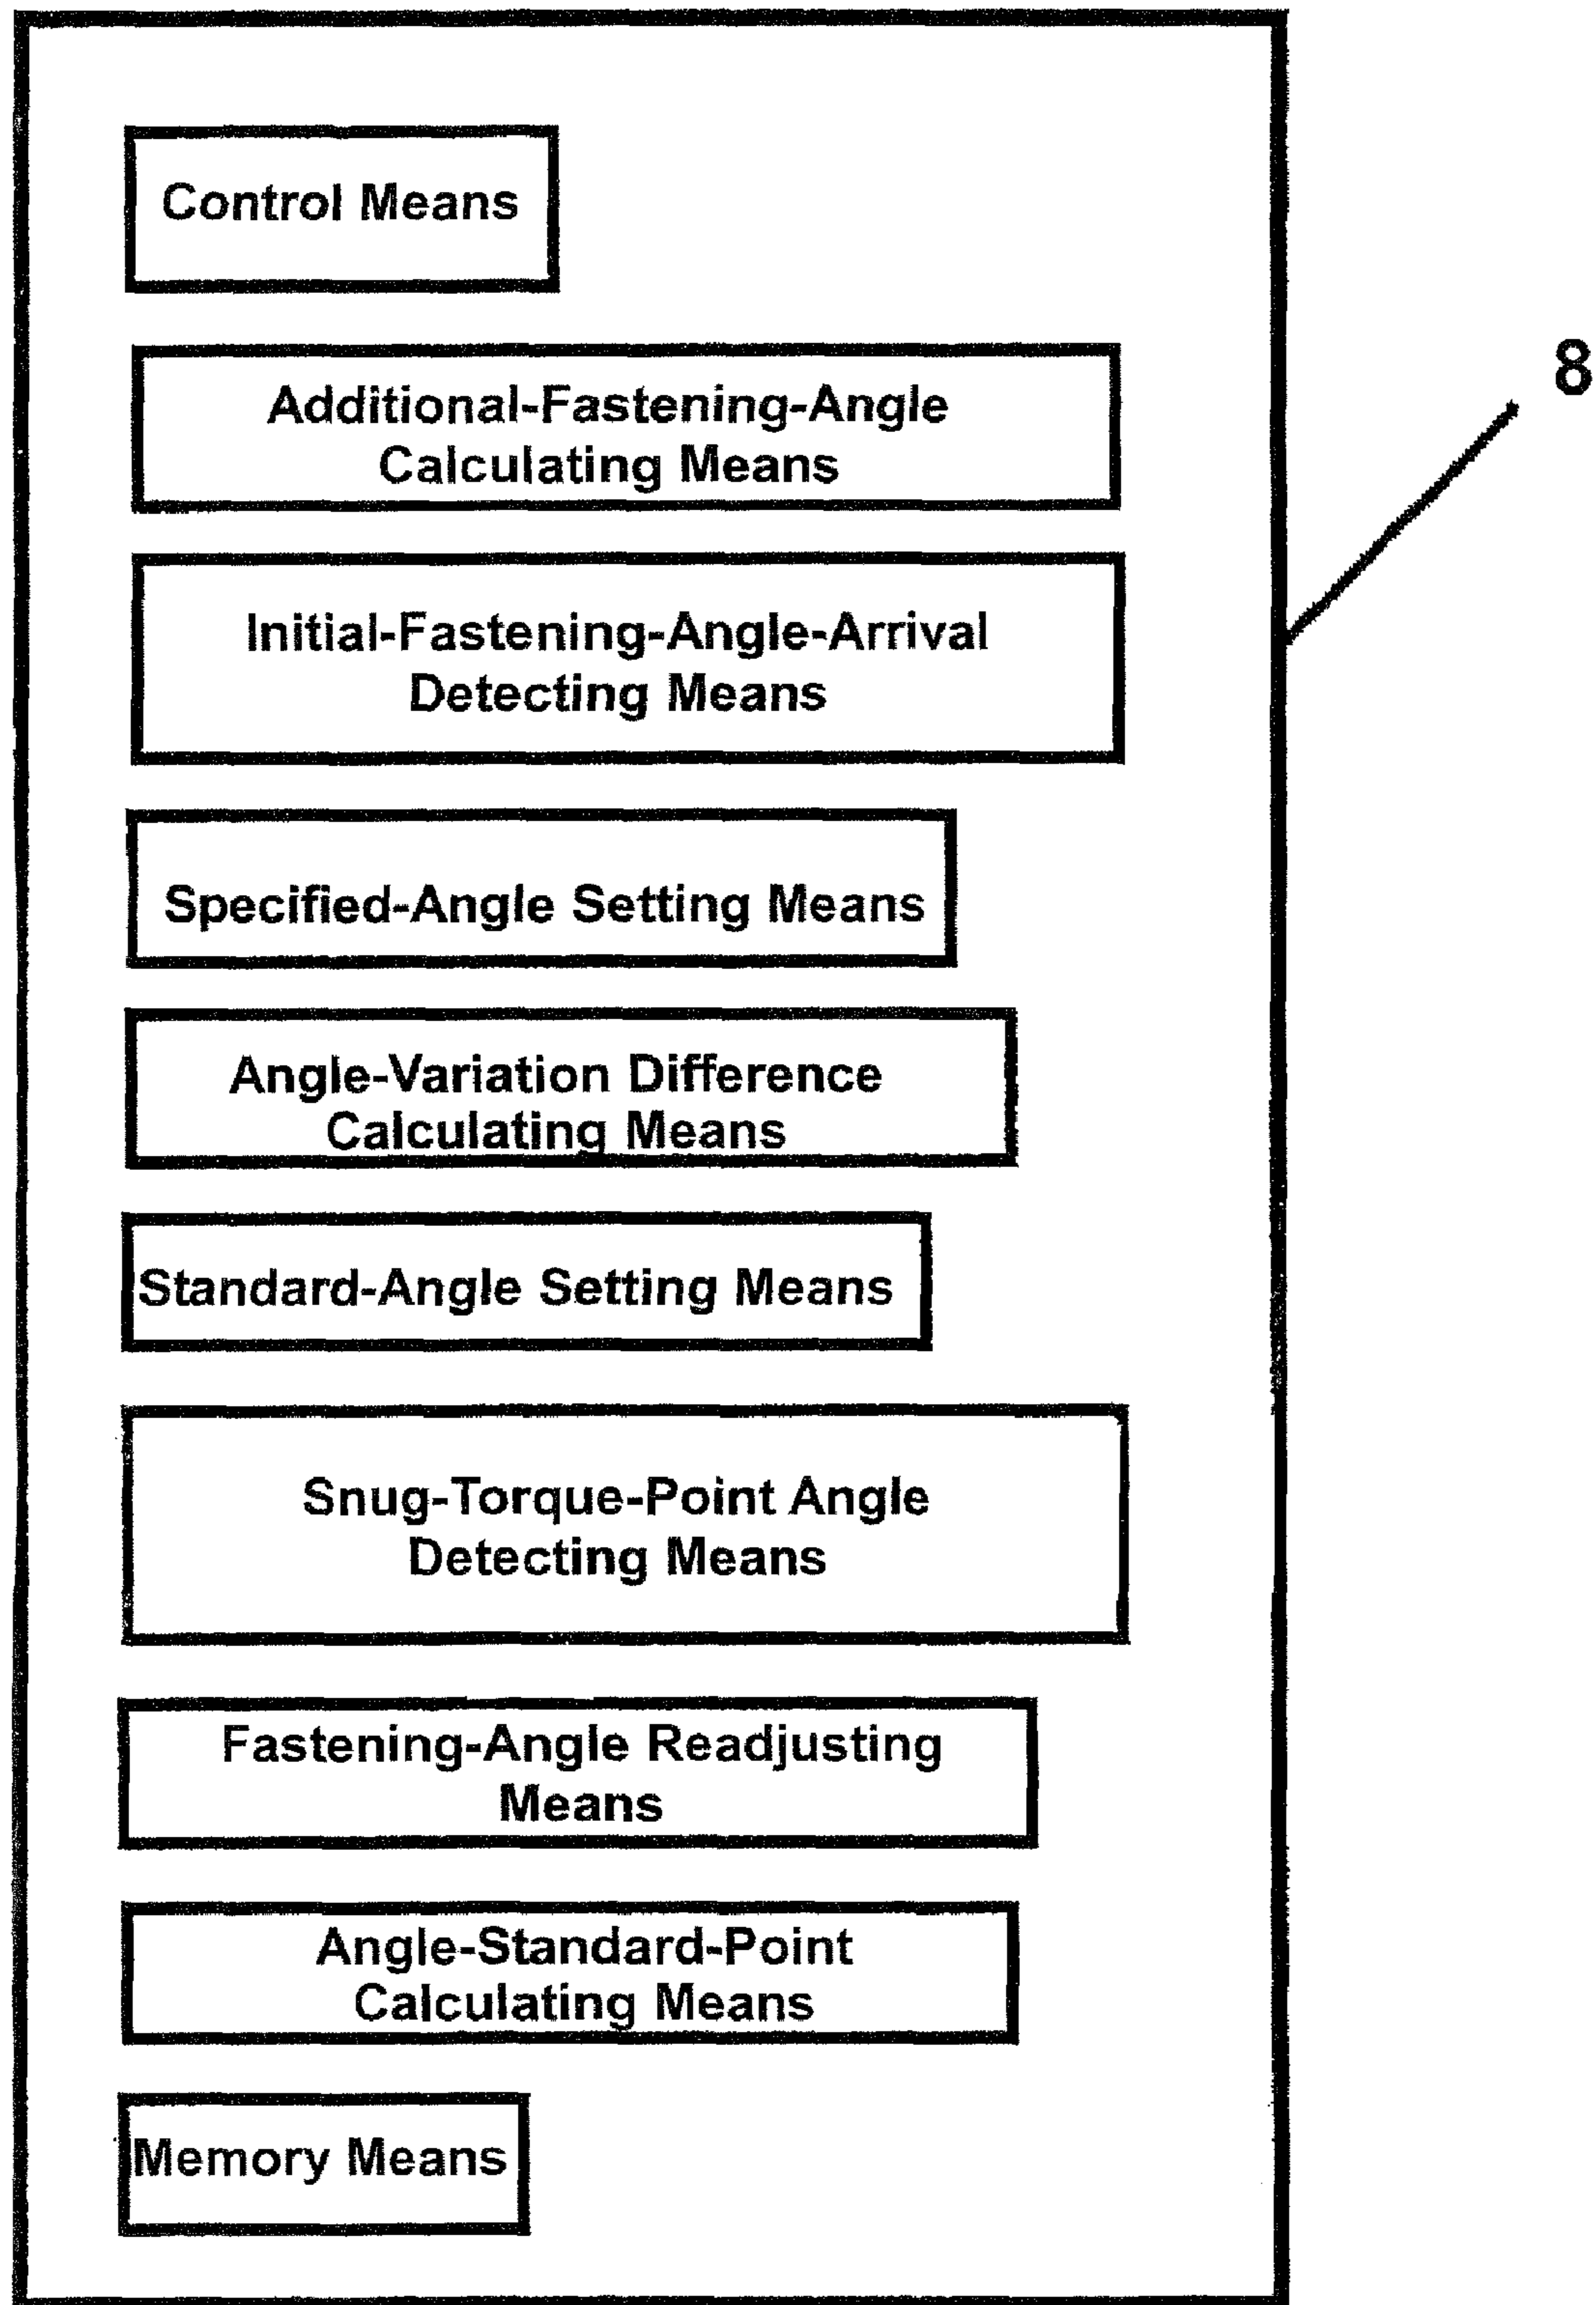 Control Means
8
Additional-Fastening-Angle
Calculating Means
Initial-Fastening-Angle-Arrival
Detecting Means
Specified-Angle Setting Means
Angle-Variation Difference
Calculating Means
Standard-Angle Setting Means
Snug-Torque-Point Angle
Detecting Means
Fastening-Angle Readjusting
Means
Angle-Standard-Point
Calculating Means
Memory Means